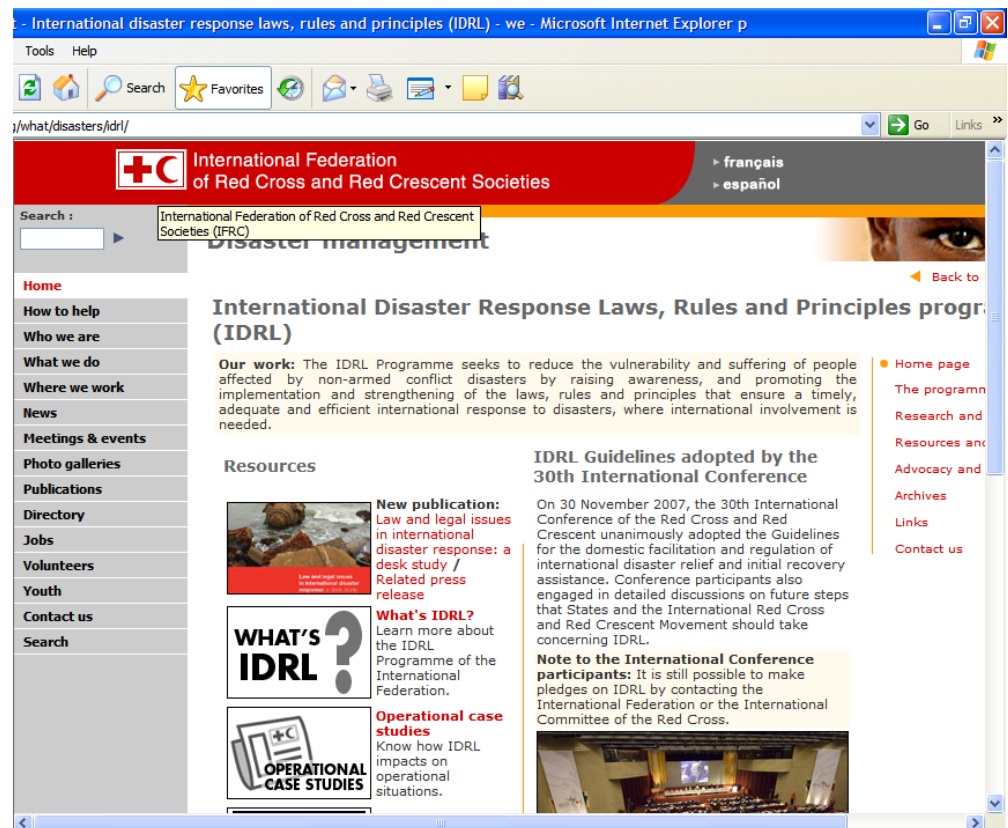 t - International disaster response laws, rules and principles (IDRL) - we - Microsoft Internet Explorer p
Tools Help
Search Favorites
g/what/disasters/idrl/
Go Links »
International Federation
of Red Cross and Red Crescent Societies
français
español
Search :
International Federation of Red Cross and Red Crescent
Societies (IFRC)
Disaster management
Back to
Home
How to help
Who we are
What we do
Where we work
News
Meetings & events
Photo galleries
Publications
Directory
Jobs
Volunteers
Youth
Contact us
Search
International Disaster Response Laws, Rules and Principles progr
(IDRL)
Our work: The IDRL Programme seeks to reduce the vulnerability and suffering of people
affected by non-armed conflict disasters by raising awareness, and promoting the
implementation and strengthening of the laws, rules and principles that ensure a timely,
adequate and efficient international response to disasters, where international involvement is
needed.
Resources
New publication:
Law and legal issues
in international
disaster response: a
desk study /
Related press
release
Law and legal issues
in international disaster
response: a desk study
WHAT'S
IDRL ?
What's IDRL?
Learn more about
the IDRL
Programme of the
International
Federation.
OPERATIONAL
CASE STUDIES
Operational case
studies
Know how IDRL
impacts on
operational
situations.
IDRL Guidelines adopted by the
30th International Conference
On 30 November 2007, the 30th International
Conference of the Red Cross and Red
Crescent unanimously adopted the Guidelines
for the domestic facilitation and regulation of
international disaster relief and initial recovery
assistance. Conference participants also
engaged in detailed discussions on future steps
that States and the International Red Cross
and Red Crescent Movement should take
concerning IDRL.
Note to the International Conference
participants: It is still possible to make
pledges on IDRL by contacting the
International Federation or the International
Committee of the Red Cross.
Home page
The programm
Research and
Resources and
Advocacy and
Archives
Links
Contact us